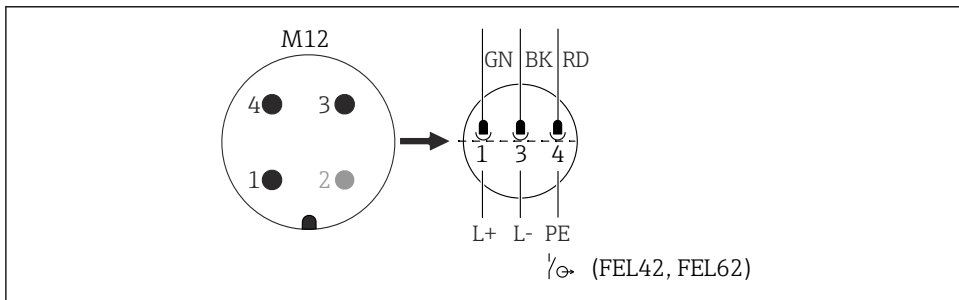 M12
GN BK RD
4 3
1 3 4
1 2
L+ L- PE
(FEL42, FEL62)